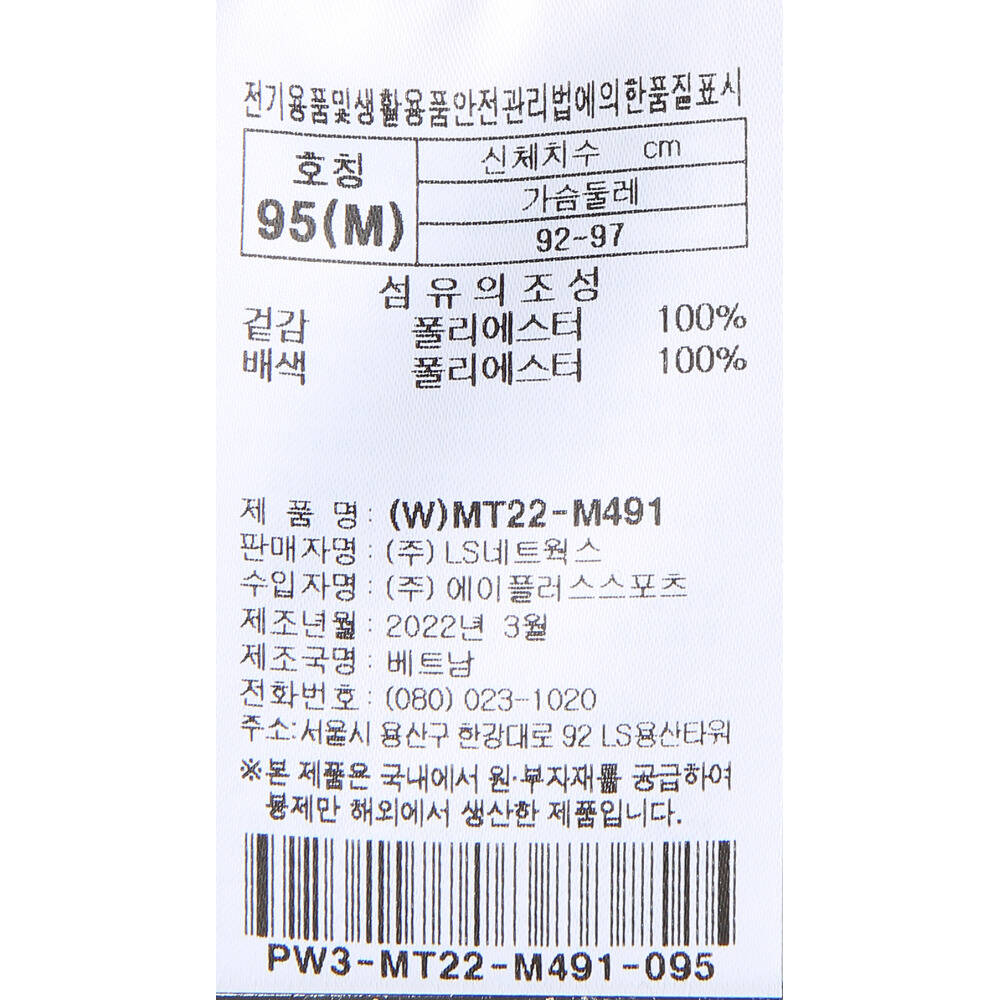 전기용품및생활용품안전관리법에의한품질표시
호칭
95(M)
신체치수 cm
가슴둘레
92-97
섬유의조성
겉감 폴리에스터 100%
배색 폴리에스터 100%
제 품 명 : (W)MT22-M491
판매자명 : (주) LS네트웍스
수입자명 : (주) 에이플러스스포츠
제조년월 : 2022년 3월
제조국명 : 베트남
전화번호 : (080) 023-1020
주소:서울시 용산구 한강대로 92 LS용산타워
※본 제품은 국내에서 원·부자재를 공급하여
봉제만 해외에서 생산한 제품입니다.
PW3-MT22-M491-095